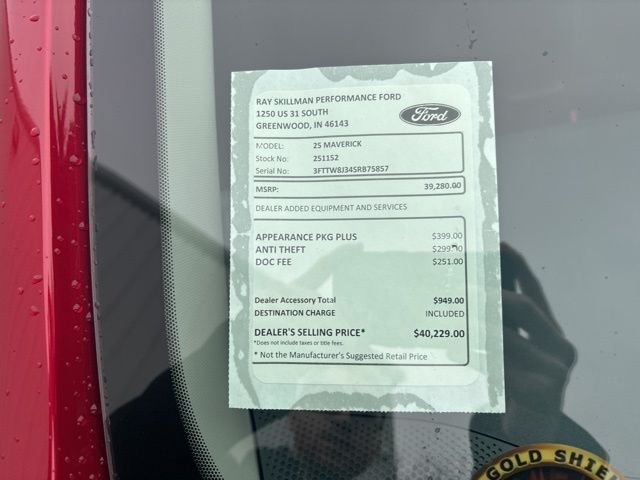 RAY SKILLMAN PERFORMANCE FORD
1250 US 31 SOUTH
GREENWOOD, IN 46143
Ford
MODEL: 25 MAVERICK
Stock No: 251152
Serial No: 3FTTW8J34SRB75857
MSRP: 39,280.00
DEALER ADDED EQUIPMENT AND SERVICES
APPEARANCE PKG PLUS $399.00
ANTI THEFT $299.00
DOC FEE $251.00
Dealer Accessory Total $949.00
DESTINATION CHARGE INCLUDED
DEALER'S SELLING PRICE* $40,229.00
*Does not include taxes or title fees.
* Not the Manufacturer's Suggested Retail Price
GOLD SHIE